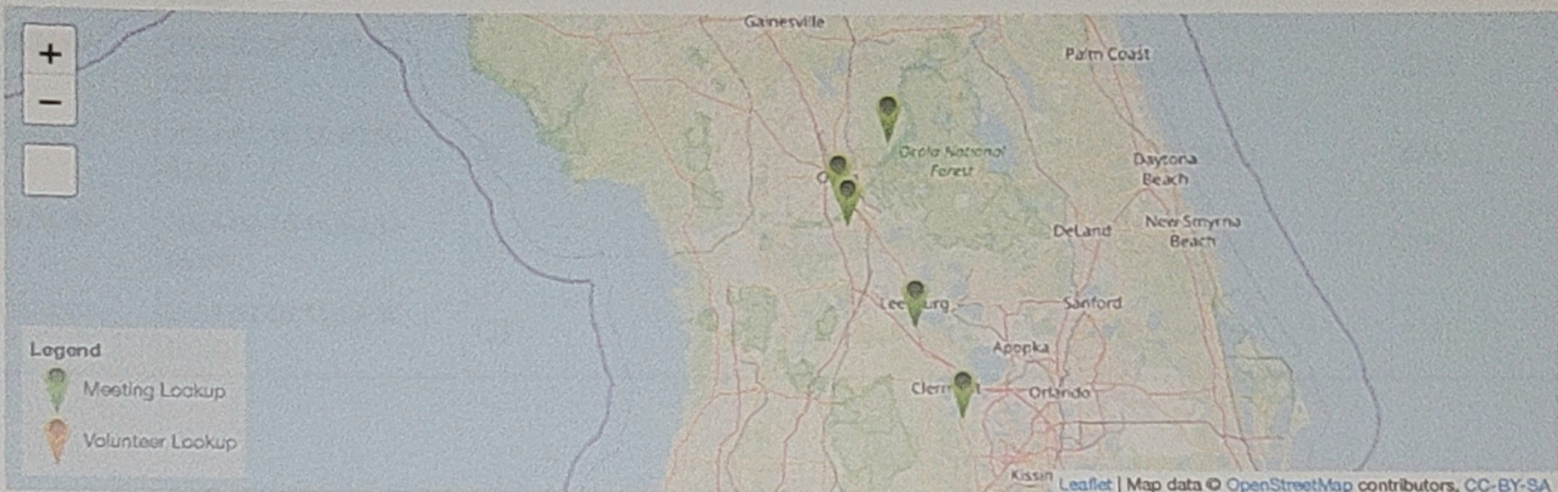 +
−
Gainesville
Palm Coast
Ocala National
Forest
Daytona
Beach
New Smyrna
Beach
DeLand
Sanford
Apopka
Orlando
Legend
Meeting Lookup
Volunteer Lookup
Leaflet | Map data © OpenStreetMap contributors, CC-BY-SA